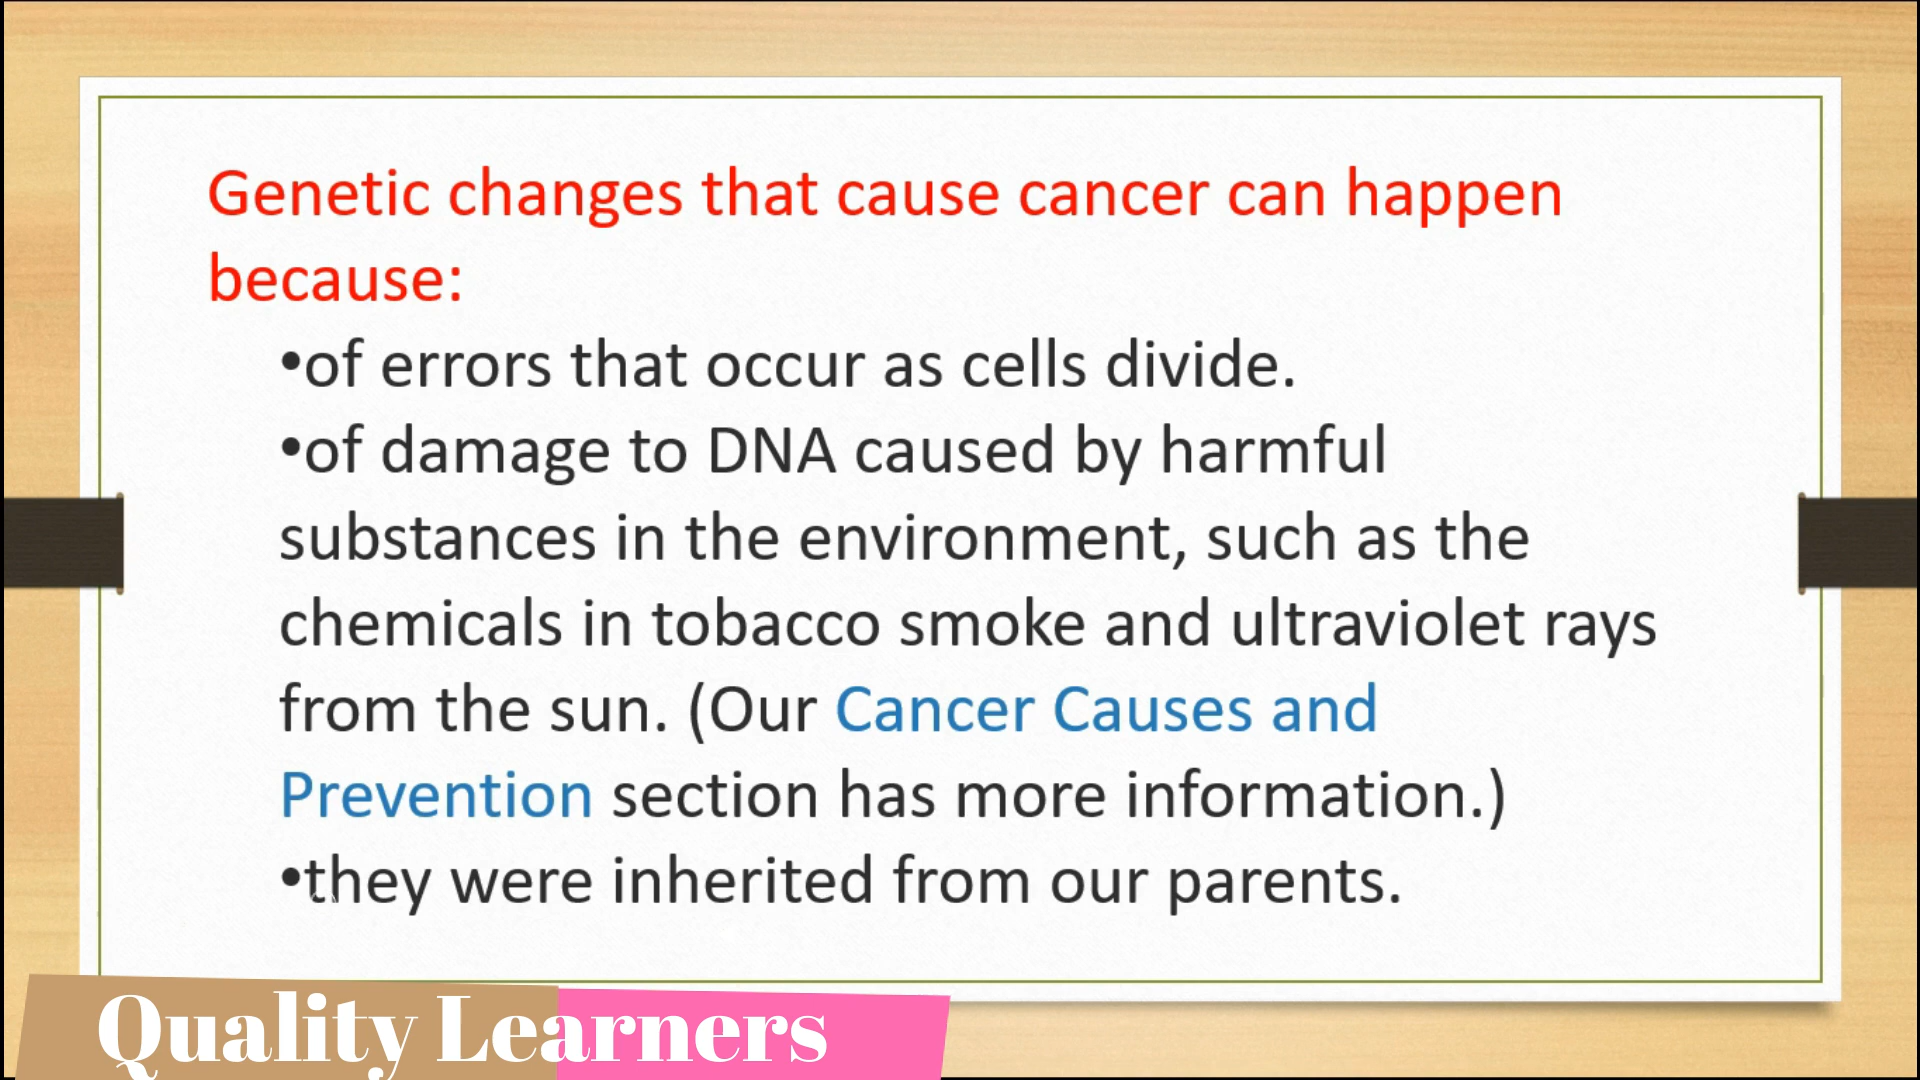 Genetic changes that cause cancer can happen
because:
•of errors that occur as cells divide.
•of damage to DNA caused by harmful
substances in the environment, such as the
chemicals in tobacco smoke and ultraviolet rays
from the sun. (Our Cancer Causes and
Prevention section has more information.)
•they were inherited from our parents.
Quality Learners